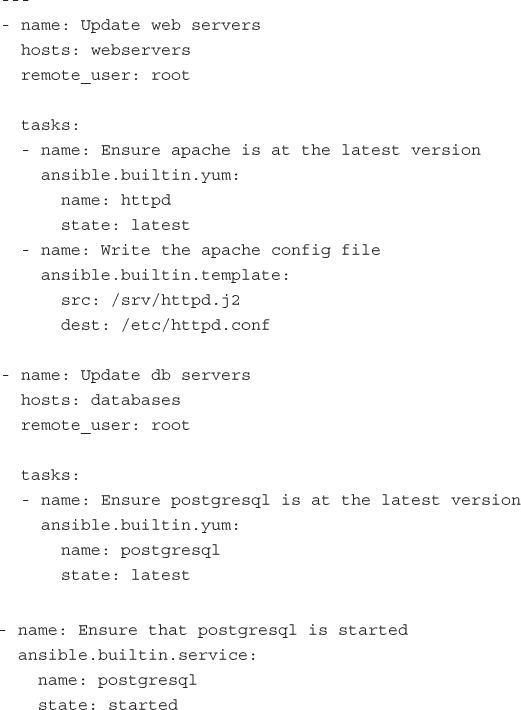 ---
- name: Update web servers
  hosts: webservers
  remote_user: root

  tasks:
  - name: Ensure apache is at the latest version
    ansible.builtin.yum:
      name: httpd
      state: latest
  - name: Write the apache config file
    ansible.builtin.template:
      src: /srv/httpd.j2
      dest: /etc/httpd.conf

- name: Update db servers
  hosts: databases
  remote_user: root

  tasks:
  - name: Ensure postgresql is at the latest version
    ansible.builtin.yum:
      name: postgresql
      state: latest

- name: Ensure that postgresql is started
  ansible.builtin.service:
    name: postgresql
    state: started